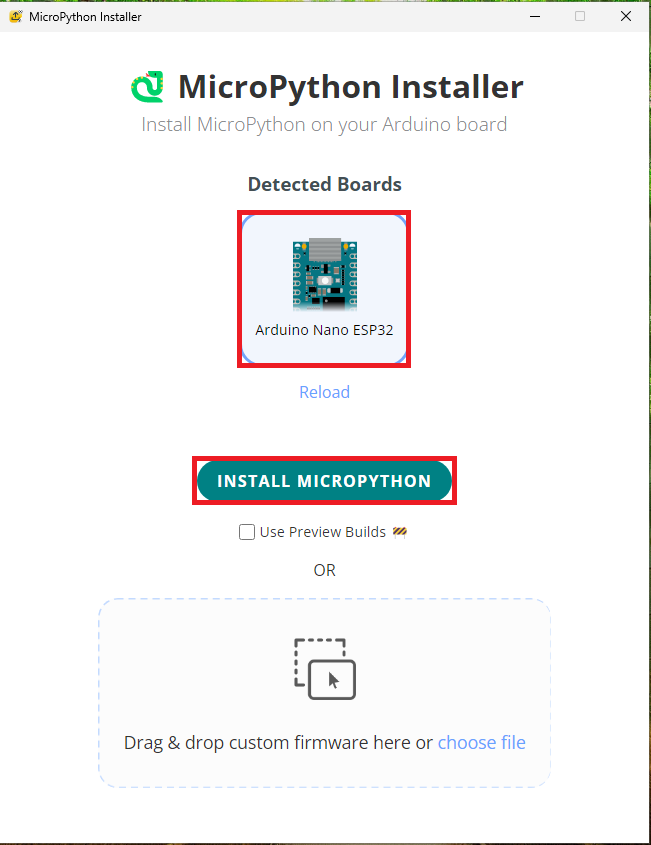 MicroPython Installer
MicroPython Installer
Install MicroPython on your Arduino board
Detected Boards
Arduino Nano ESP32
Reload
INSTALL MICROPYTHON
Use Preview Builds 🚧
OR
Drag & drop custom firmware here or choose file